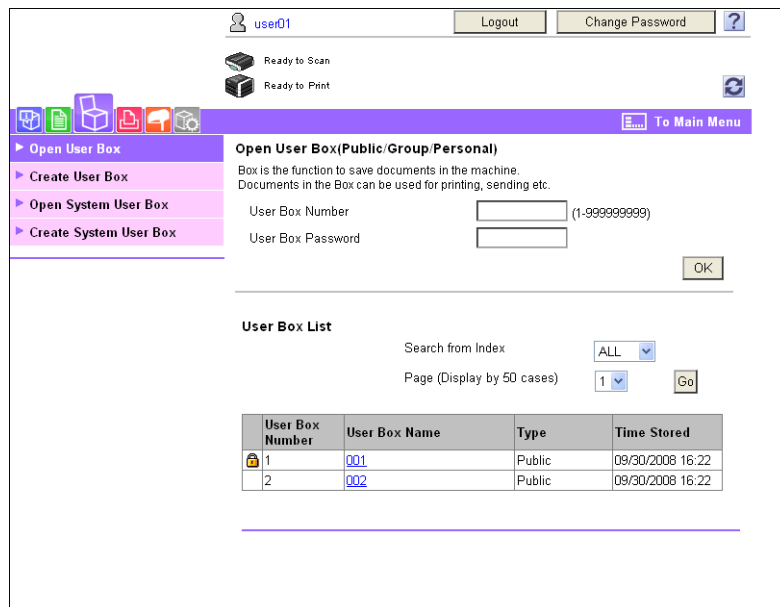 user01
Logout
Change Password
?
Ready to Scan
Ready to Print
To Main Menu
Open User Box
Create User Box
Open System User Box
Create System User Box
Open User Box(Public/Group/Personal)
Box is the function to save documents in the machine.
Documents in the Box can be used for printing, sending etc.
User Box Number (1-999999999)
User Box Password
OK
User Box List
Search from Index ALL
Page (Display by 50 cases) 1 Go
User Box Number User Box Name Type Time Stored
1 001 Public 09/30/2008 16:22
2 002 Public 09/30/2008 16:22